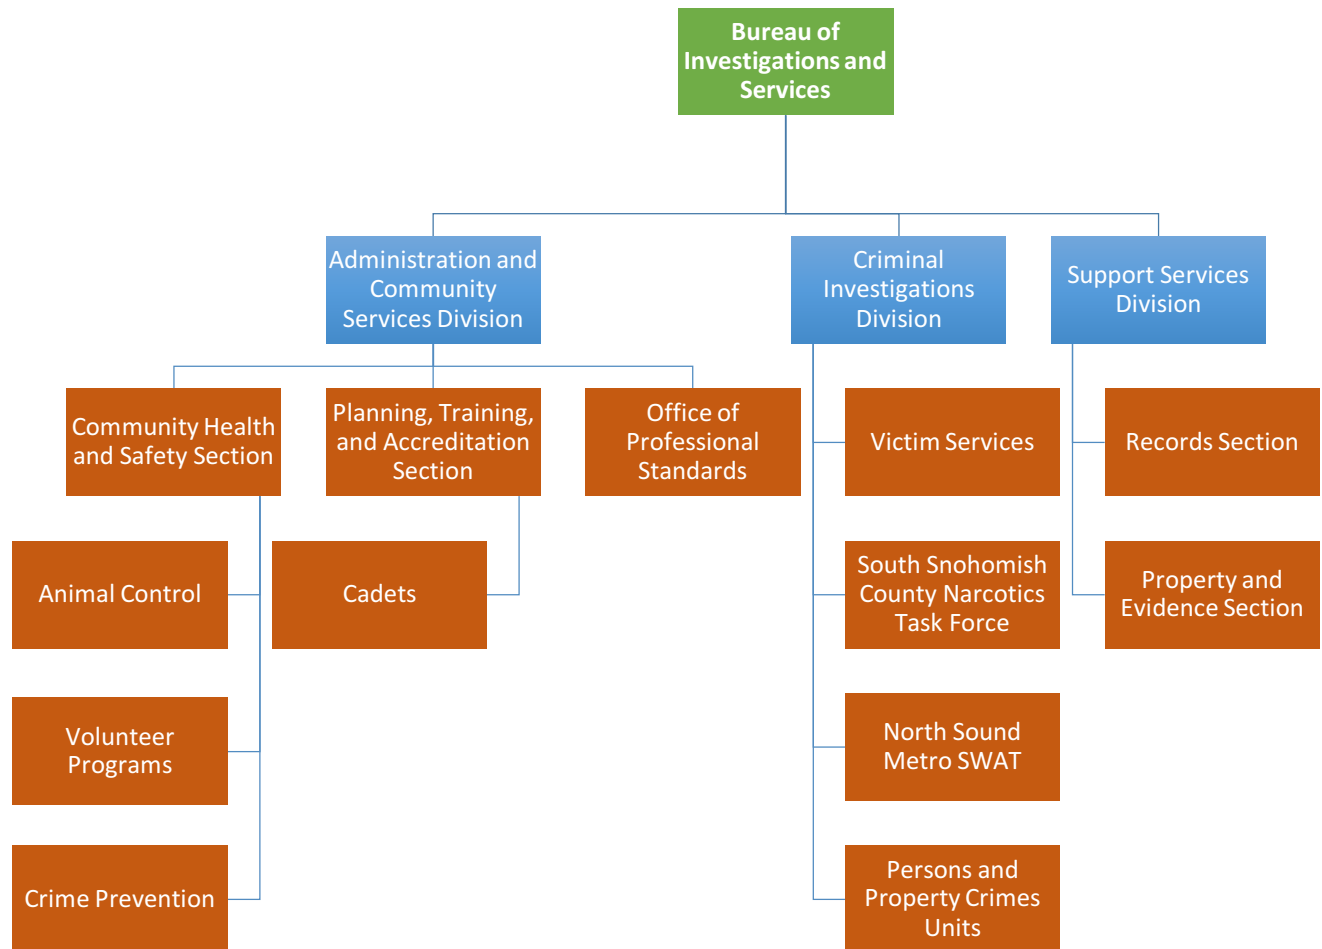 Bureau of
Investigations and
Services
Administration and
Community
Services Division
Criminal
Investigations
Division
Support Services
Division
Community Health
and Safety Section
Planning, Training,
and Accreditation
Section
Office of
Professional
Standards
Victim Services
Records Section
Animal Control
Cadets
South Snohomish
County Narcotics
Task Force
Property and
Evidence Section
Volunteer
Programs
North Sound
Metro SWAT
Crime Prevention
Persons and
Property Crimes
Units